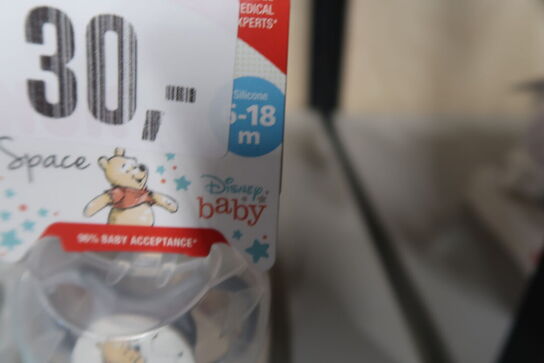 30,-
EDICAL
XPERTS*
Silicone
6-18
m
Space
Disney
baby
96% BABY ACCEPTANCE*